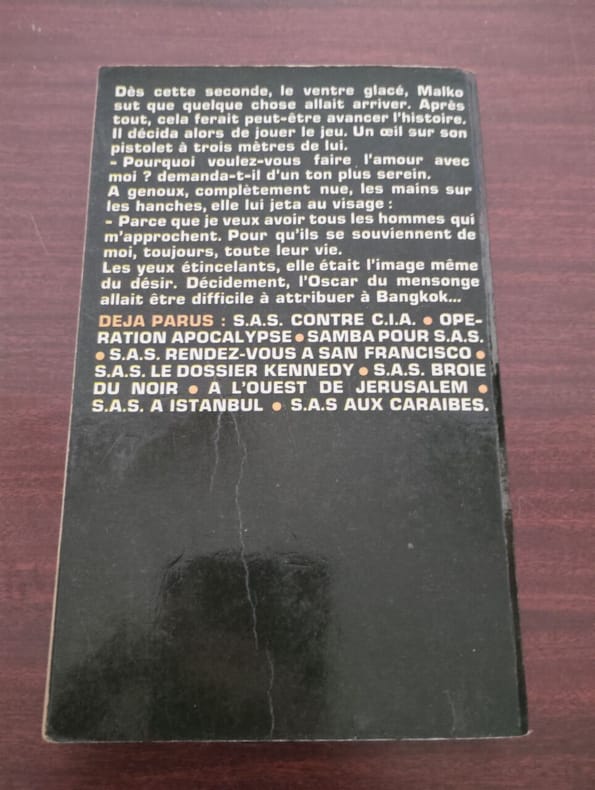 Dès cette seconde, le ventre glacé, Malko
sut que quelque chose allait arriver. Après
tout, cela ferait peut-être avancer l'histoire.
Il décida alors de jouer le jeu. Un œil sur son
pistolet à trois mètres de lui.
- Pourquoi voulez-vous faire l'amour avec
moi ? demanda-t-il d'un ton plus serein.
A genoux, complètement nue, les mains sur
les hanches, elle lui jeta au visage :
- Parce que je veux avoir tous les hommes qui
m'approchent. Pour qu'ils se souviennent de
moi, toujours, toute leur vie.
Les yeux étincelants, elle était l'image même
du désir. Décidement, l'Oscar du mensonge
allait être difficile à attribuer à Bangkok...
DEJA PARUS : S.A.S. CONTRE C.I.A. ● OPE-
RATION APOCALYPSE ● SAMBA POUR S.A.S.
● S.A.S. RENDEZ-VOUS A SAN FRANCISCO ●
S.A.S. LE DOSSIER KENNEDY ● S.A.S. BROIE
DU NOIR ● A L'OUEST DE JERUSALEM ●
S.A.S. A ISTANBUL ● S.A.S AUX CARAIBES.